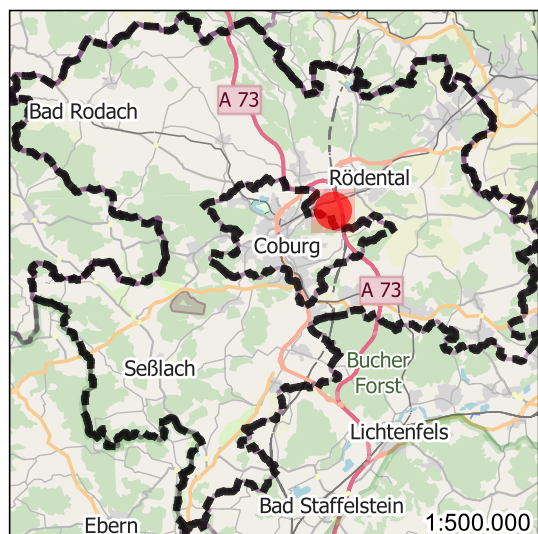 A 73
Bad Rodach
Rödental
Coburg
A 73
Bucher
Forst
Seßlach
Lichtenfels
Bad Staffelstein
Ebern
1:500.000